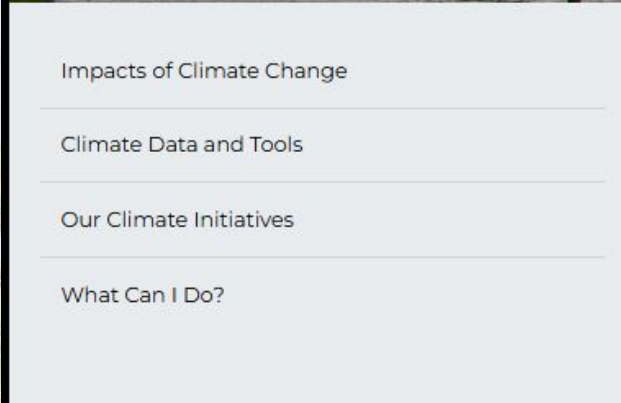 Impacts of Climate Change
Climate Data and Tools
Our Climate Initiatives
What Can I Do?